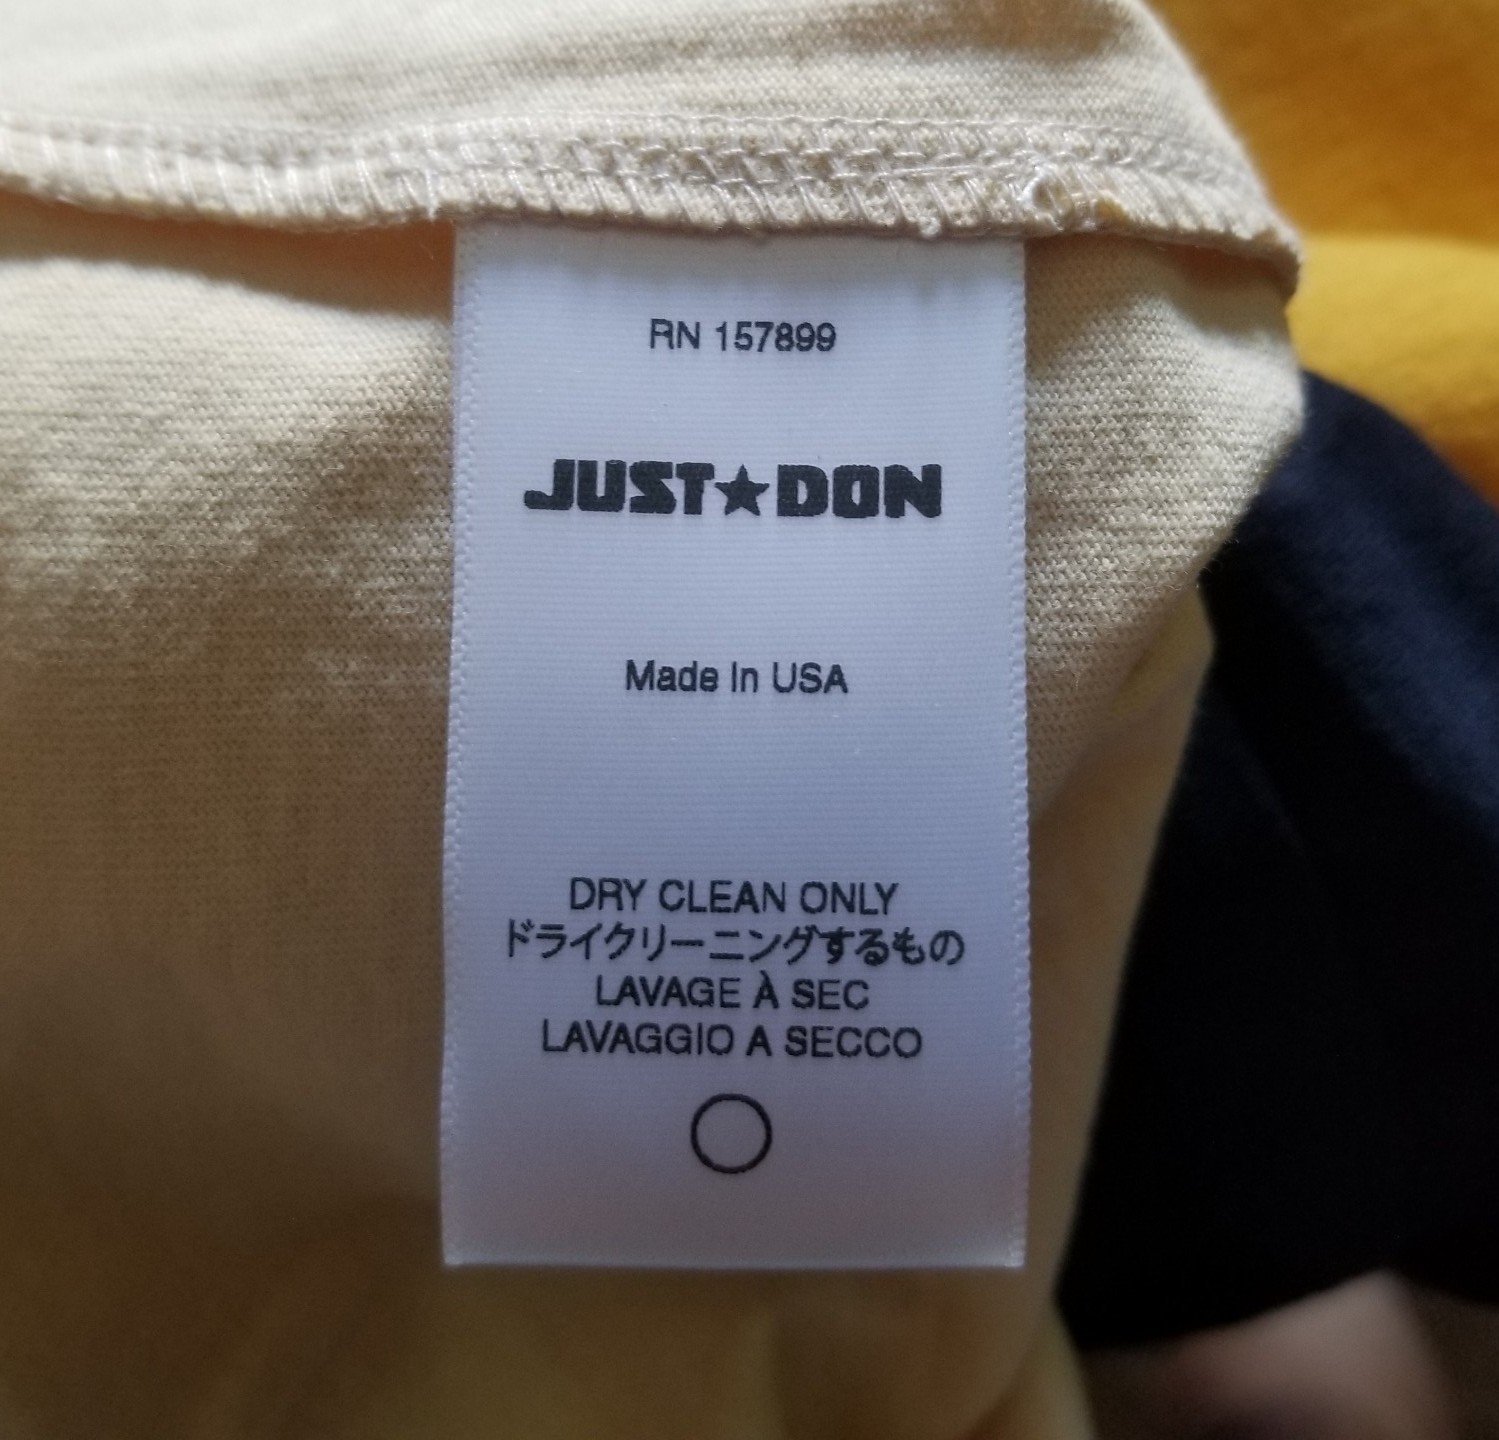 RN 157899
JUST★DON
Made In USA
DRY CLEAN ONLY
ドライクリーニングするもの
LAVAGE À SEC
LAVAGGIO A SECCO